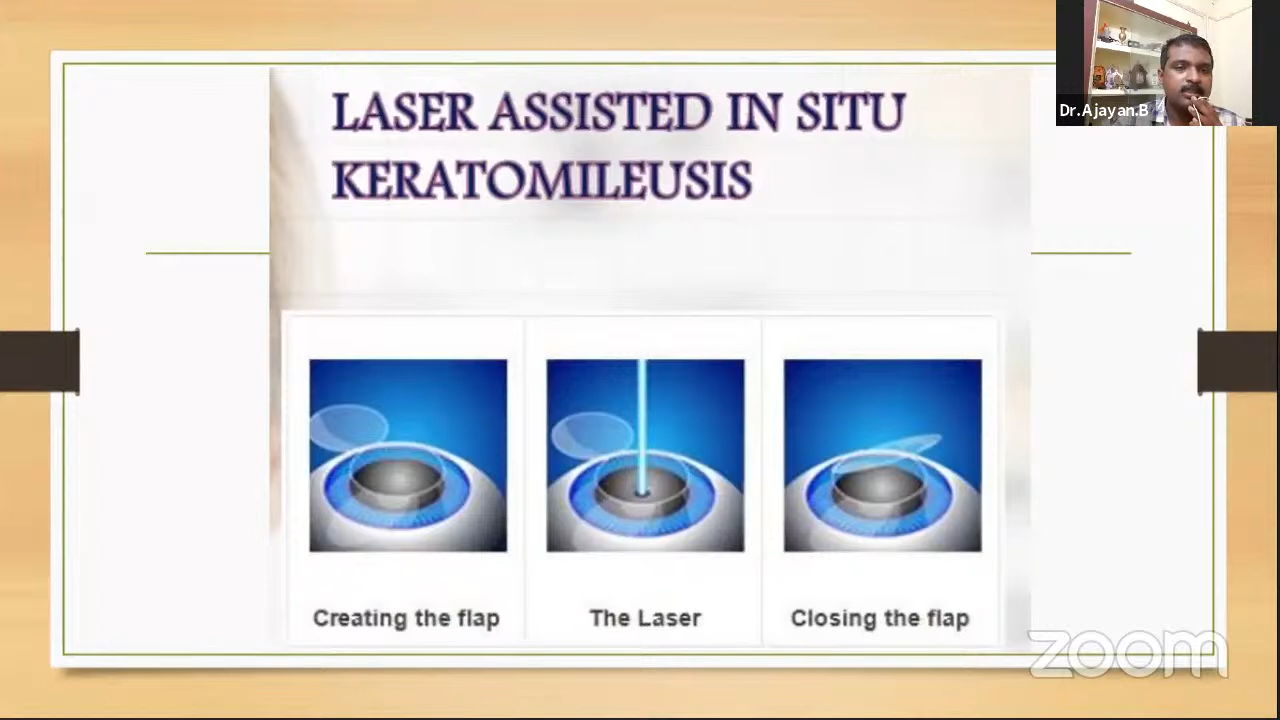 LASER ASSISTED IN SITU
KERATOMILEUSIS
Dr.Ajayan.B
Creating the flap
The Laser
Closing the flap
zoom